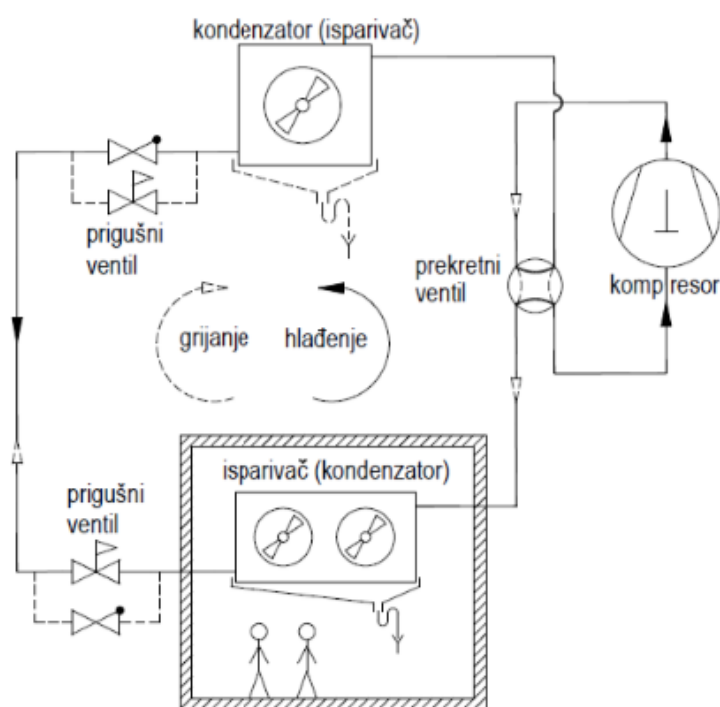 kondenzator (isparivač)
prigušni
ventil
prekretni
ventil
kompresor
grijanje
hlađenje
isparivač (kondenzator)
prigušni
ventil